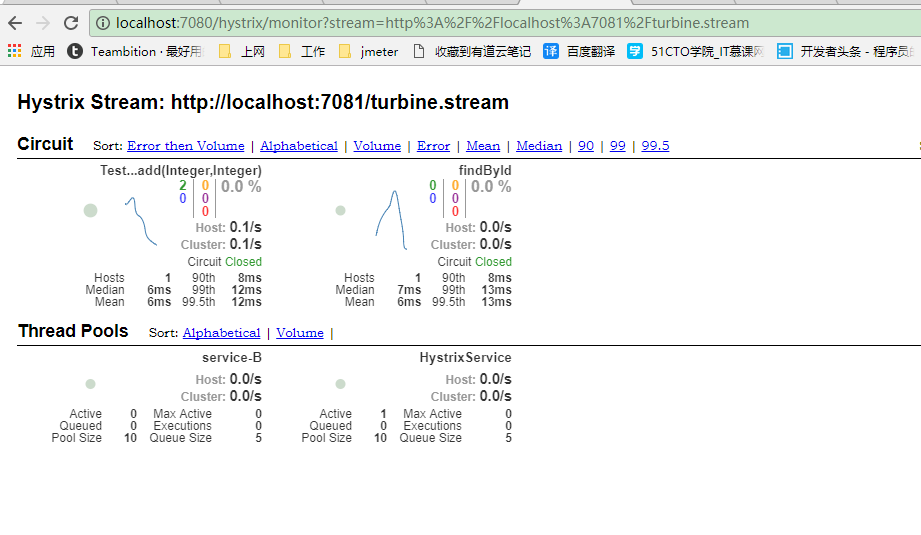 localhost:7080/hystrix/monitor?stream=http%3A%2F%2Flocalhost%3A7081%2Fturbine.stream
应用 Teambition · 最好用 上网 工作 jmeter 收藏到有道云笔记 百度翻译 51CTO学院_IT慕课网 开发者头条 - 程序员
Hystrix Stream: http://localhost:7081/turbine.stream
Circuit Sort: Error then Volume | Alphabetical | Volume | Error | Mean | Median | 90 | 99 | 99.5
Test...add(Integer,Integer) findById
2 0 0.0 % 0 0 0.0 %
0 0 0 0
0 0
Host: 0.1/s Host: 0.0/s
Cluster: 0.1/s Cluster: 0.0/s
Circuit Closed Circuit Closed
Hosts 1 90th 8ms Hosts 1 90th 8ms
Median 6ms 99th 12ms Median 7ms 99th 13ms
Mean 6ms 99.5th 12ms Mean 6ms 99.5th 13ms
Thread Pools Sort: Alphabetical | Volume |
service-B HystrixService
Host: 0.0/s Host: 0.0/s
Cluster: 0.0/s Cluster: 0.0/s
Active 0 Max Active 0 Active 1 Max Active 0
Queued 0 Executions 0 Queued 0 Executions 0
Pool Size 10 Queue Size 5 Pool Size 10 Queue Size 5